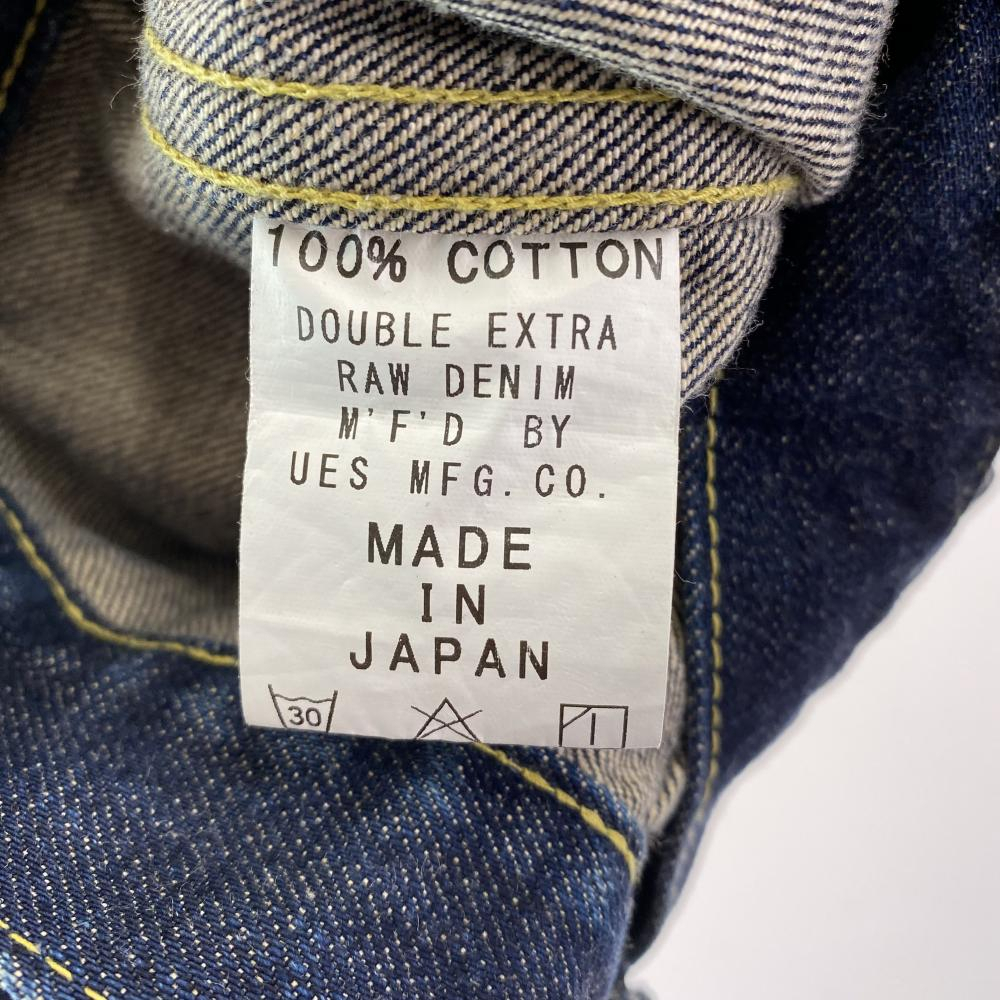 100% COTTON
DOUBLE EXTRA
RAW DENIM
M'F'D BY
UES MFG. CO.
MADE
IN
JAPAN
30